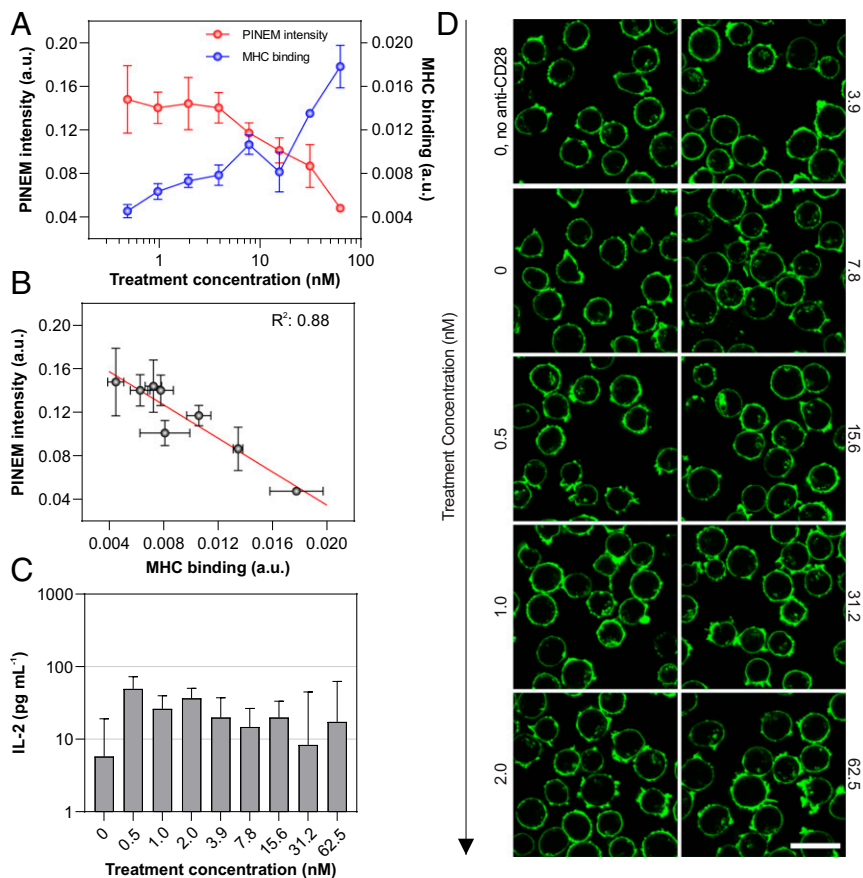 A
PINEM intensity
MHC binding
PINEM intensity (a.u.)
0.20
0.16
0.12
0.08
0.04
0.020
0.016
0.012
0.008
0.004
MHC binding (a.u.)
1
10
100
Treatment concentration (nM)
B
R²: 0.88
PINEM intensity (a.u.)
0.20
0.16
0.12
0.08
0.04
0.004
0.008
0.012
0.016
0.020
MHC binding (a.u.)
C
IL-2 (pg mL⁻¹)
1000
100
10
1
0
0.5
1.0
2.0
3.9
7.8
15.6
31.2
62.5
Treatment concentration (nM)
D
Treatment Concentration (nM)
0, no anti-CD28
0
0.5
1.0
2.0
3.9
7.8
15.6
31.2
62.5